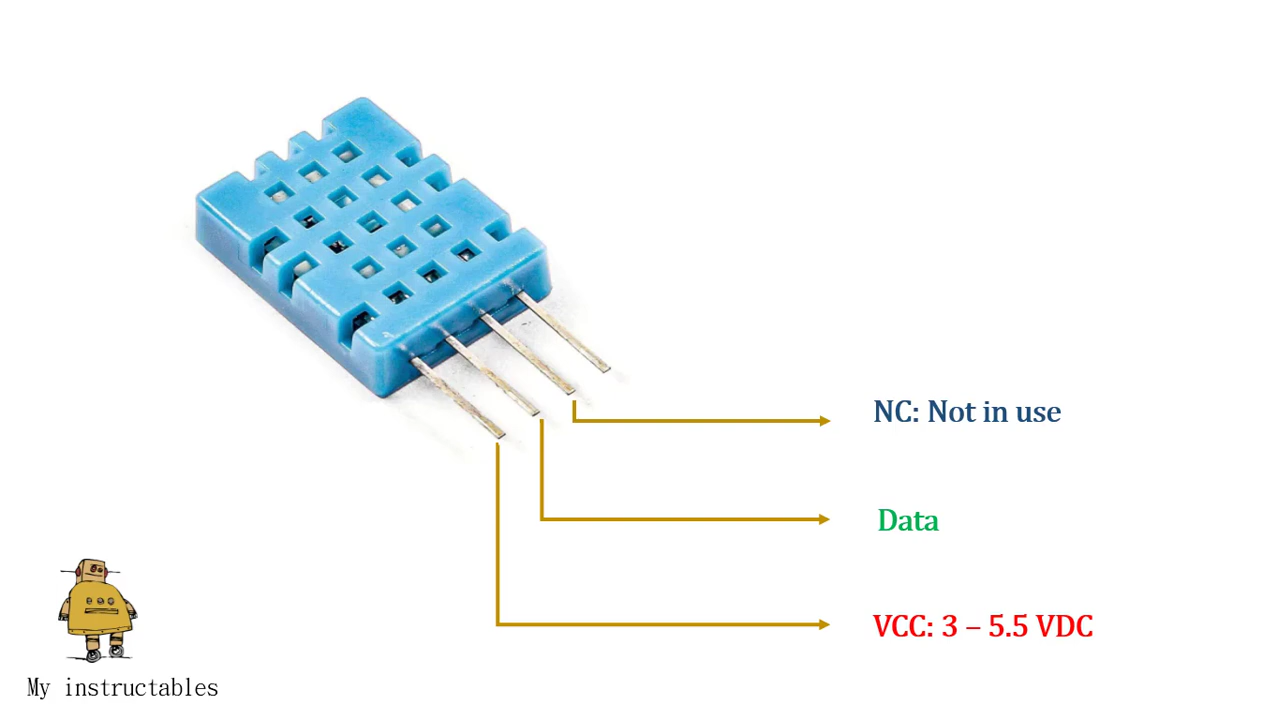 NC: Not in use
Data
VCC: 3 – 5.5 VDC
My instructables